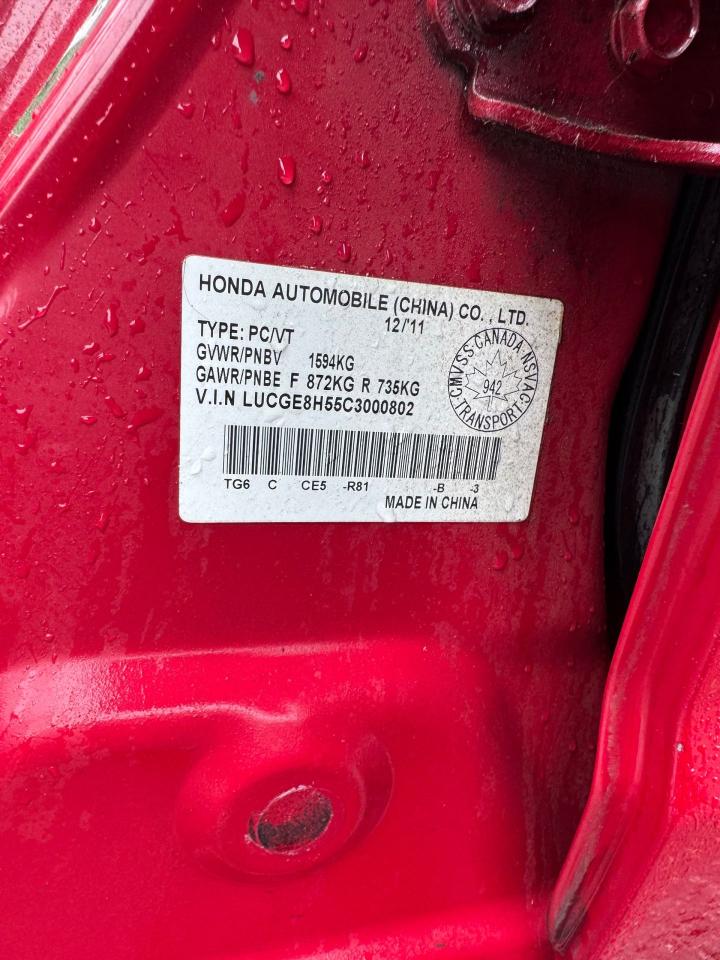 HONDA AUTOMOBILE (CHINA) CO., LTD.
12/'11
TYPE: PC/VT
GVWR/PNBV 1594KG
GAWR/PNBE F 872KG R 735KG
V.I.N LUCGE8H55C3000802
CMVSS·CANADA·NSVAC·TRANSPORT·
942
TG6 C CE5 -R81 -B -3
MADE IN CHINA